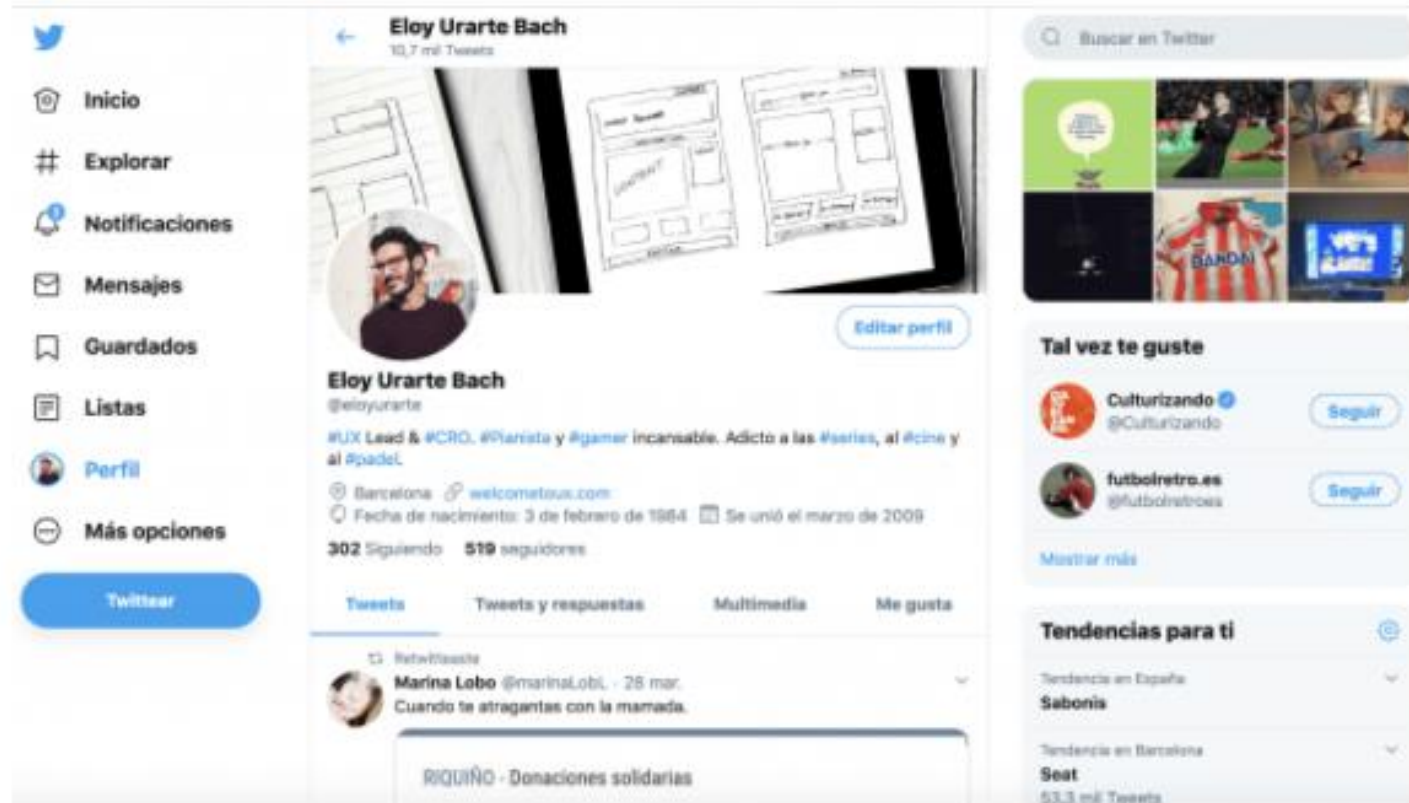 Eloy Urarte Bach
10,7 mil Tweets
Inicio
Explorar
Notificaciones
Mensajes
Guardados
Listas
Perfil
Más opciones
Twittear
CONTENT
Editar perfil
Eloy Urarte Bach
@eloyurarte
#UX Lead & #CRO. #Pianista y #gamer incansable. Adicto a las #series, al #cine y
al #padel.
Barcelona welcometoux.com
Fecha de nacimiento: 3 de febrero de 1984 Se unió el marzo de 2009
302 Siguiendo 519 seguidores
Tweets Tweets y respuestas Multimedia Me gusta
Retwitteaste
Marina Lobo @marinaLobL · 28 mar.
Cuando te atragantas con la mamada.
RIQUIÑO - Donaciones solidarias
Buscar en Twitter
BANDAI
Tal vez te guste
Culturizando
@Culturizando
Seguir
futbolretro.es
@futbolretroes
Seguir
Mostrar más
Tendencias para ti
Tendencia en España
Sabonis
Tendencia en Barcelona
Seat
53,3 mil Tweets